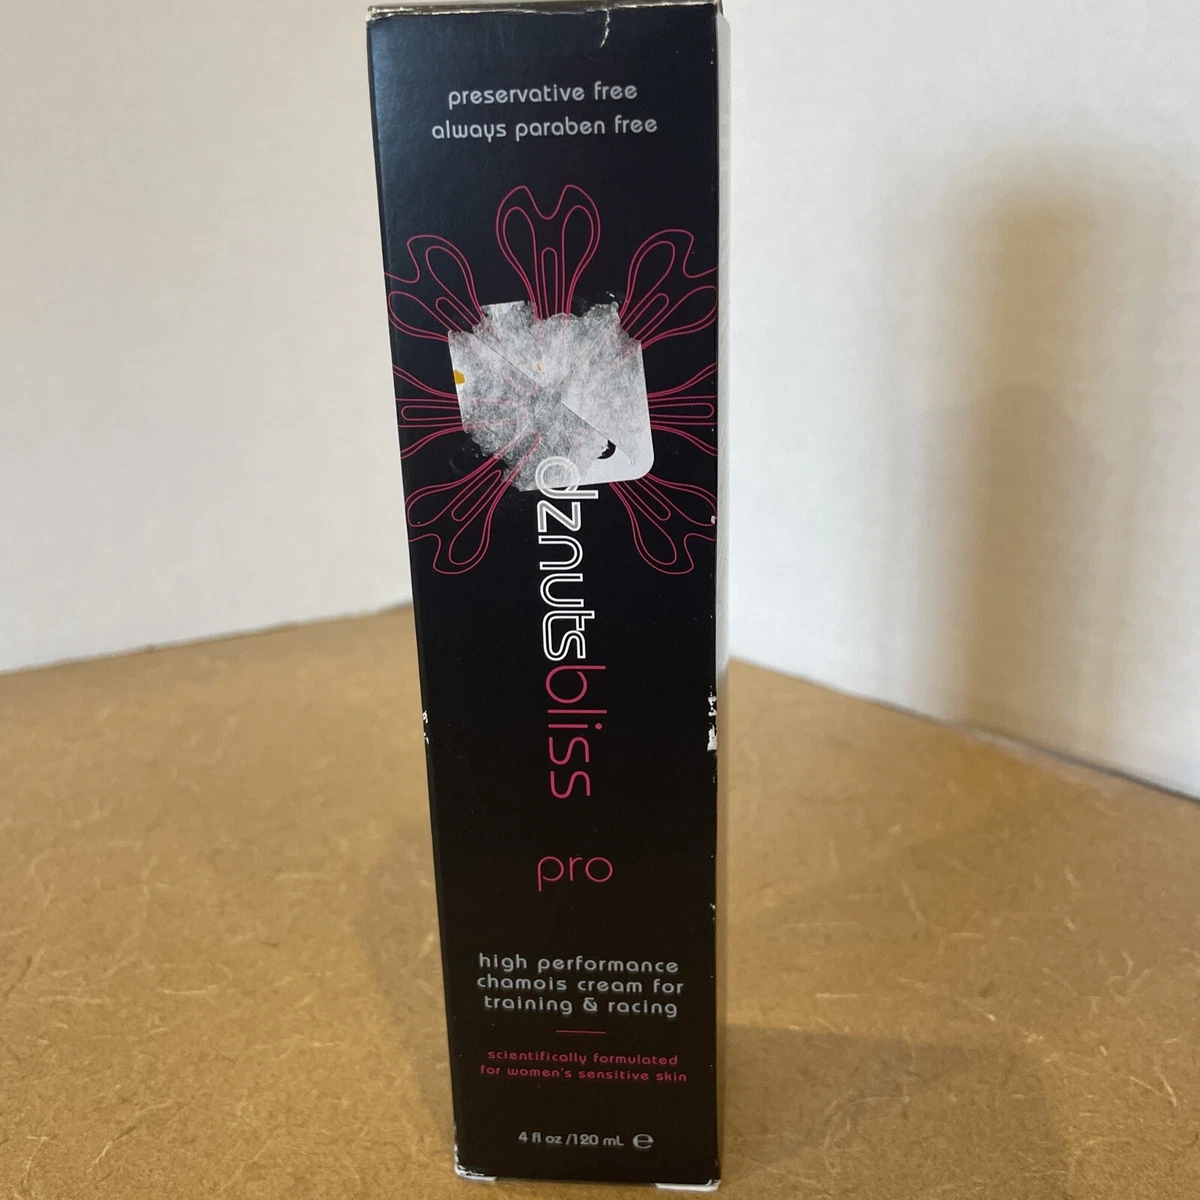 preservative free
always paraben free
dznutsbliss
pro
high performance
chamois cream for
training & racing
scientifically formulated
for women's sensitive skin
4 fl oz /120 mL ℮